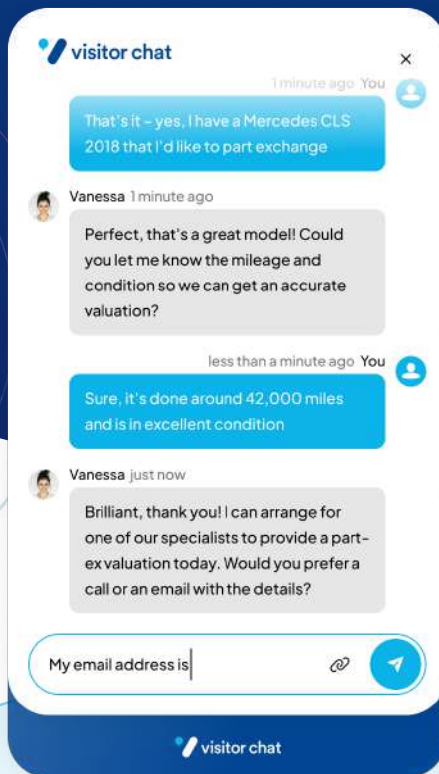 visitor chat
1 minute ago You
That's it – yes, I have a Mercedes CLS
2018 that I'd like to part exchange
Vanessa 1 minute ago
Perfect, that's a great model! Could
you let me know the mileage and
condition so we can get an accurate
valuation?
less than a minute ago You
Sure, it's done around 42,000 miles
and is in excellent condition
Vanessa just now
Brilliant, thank you! I can arrange for
one of our specialists to provide a part-
ex valuation today. Would you prefer a
call or an email with the details?
My email address is
visitor chat